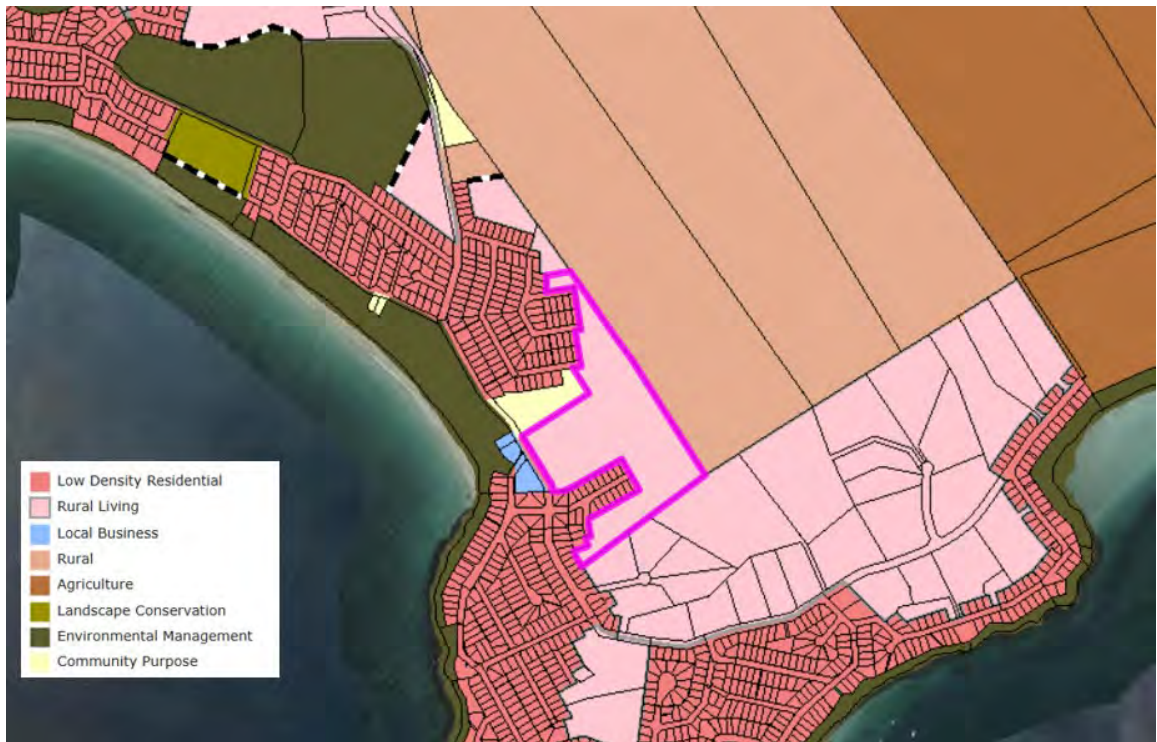 Low Density Residential
Rural Living
Local Business
Rural
Agriculture
Landscape Conservation
Environmental Management
Community Purpose